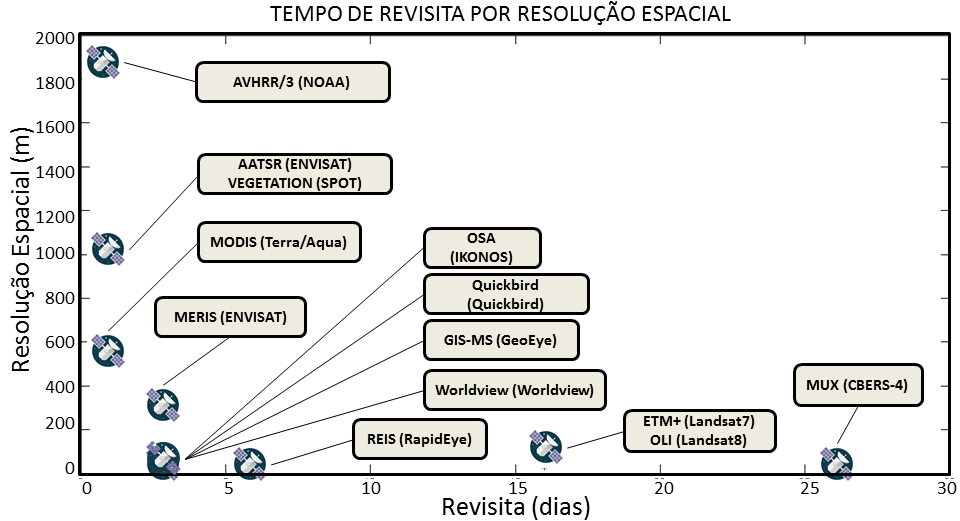 TEMPO DE REVISITA POR RESOLUÇÃO ESPACIAL
Resolução Espacial (m)
2000
1800
1600
1400
1200
1000
800
600
400
200
0
AVHRR/3 (NOAA)
AATSR (ENVISAT)
VEGETATION (SPOT)
MODIS (Terra/Aqua)
MERIS (ENVISAT)
OSA
(IKONOS)
Quickbird
(Quickbird)
GIS-MS (GeoEye)
Worldview (Worldview)
REIS (RapidEye)
ETM+ (Landsat7)
OLI (Landsat8)
MUX (CBERS-4)
0 5 10 15 20 25 30
Revisita (dias)